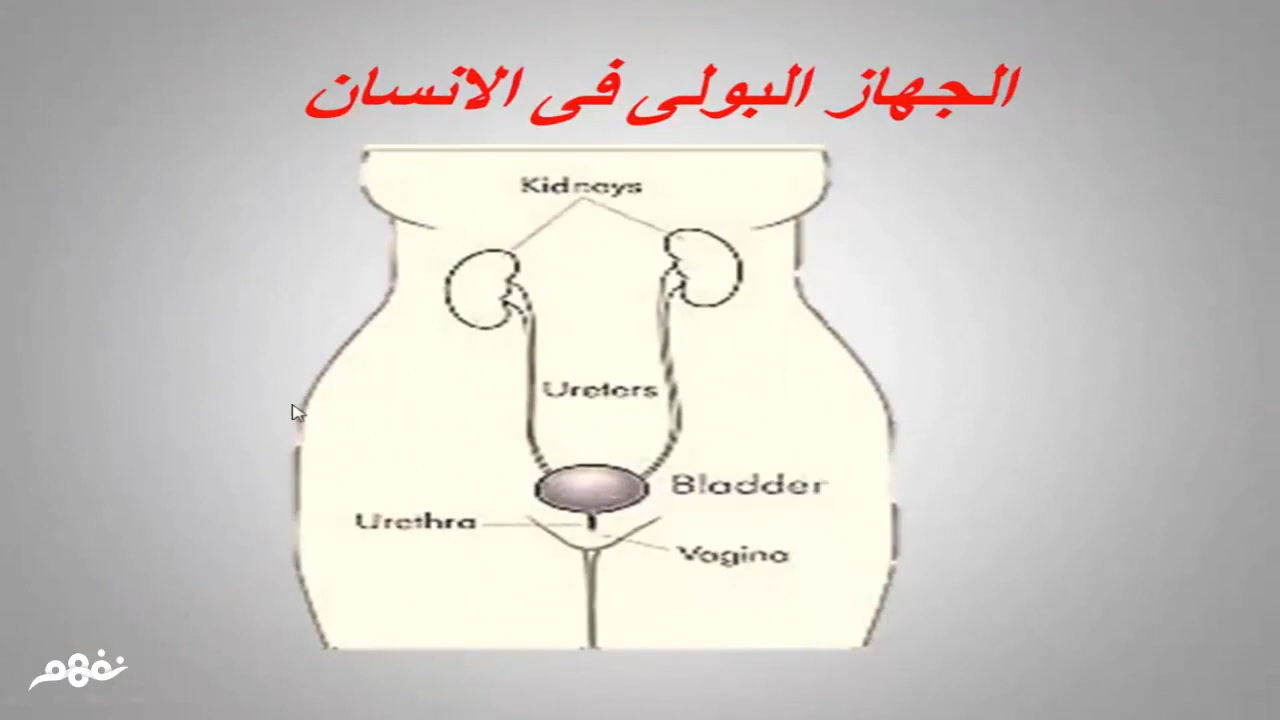 الجهاز البولى فى الانسان
Kidneys
Ureters
Bladder
Urethra
Vagina
نفهم